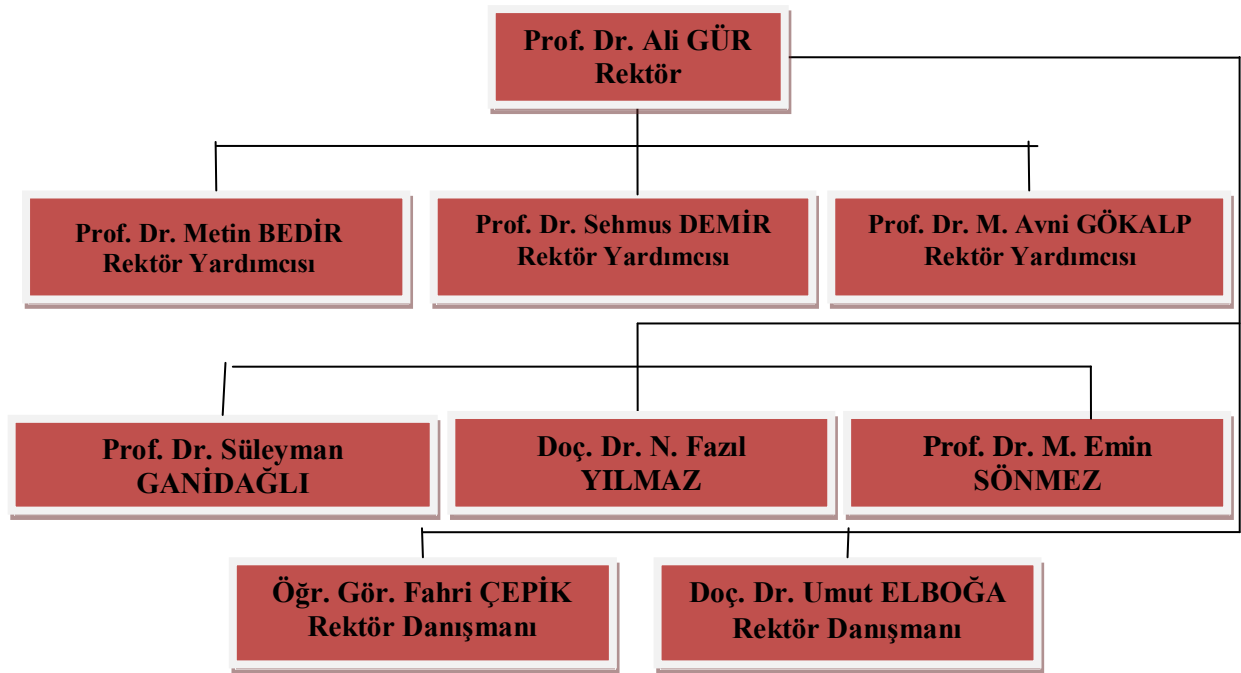 Prof. Dr. Ali GÜR
Rektör
Prof. Dr. Metin BEDİR
Rektör Yardımcısı
Prof. Dr. Sehmus DEMİR
Rektör Yardımcısı
Prof. Dr. M. Avni GÖKALP
Rektör Yardımcısı
Prof. Dr. Süleyman
GANİDAĞLI
Doç. Dr. N. Fazıl
YILMAZ
Prof. Dr. M. Emin
SÖNMEZ
Öğr. Gör. Fahri ÇEPİK
Rektör Danışmanı
Doç. Dr. Umut ELBOĞA
Rektör Danışmanı